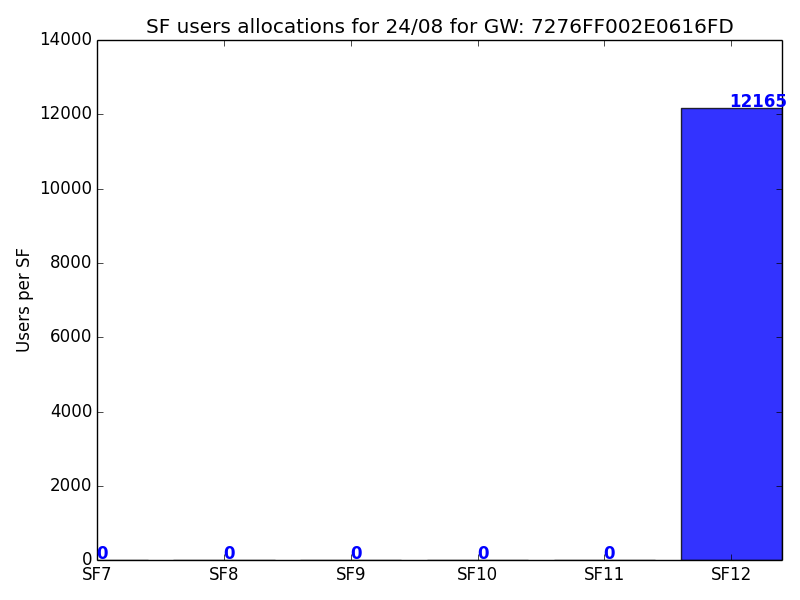 SF users allocations for 24/08 for GW: 7276FF002E0616FD
14000
12000
10000
8000
6000
4000
2000
0
Users per SF
0
0
0
0
0
12165
SF7
SF8
SF9
SF10
SF11
SF12